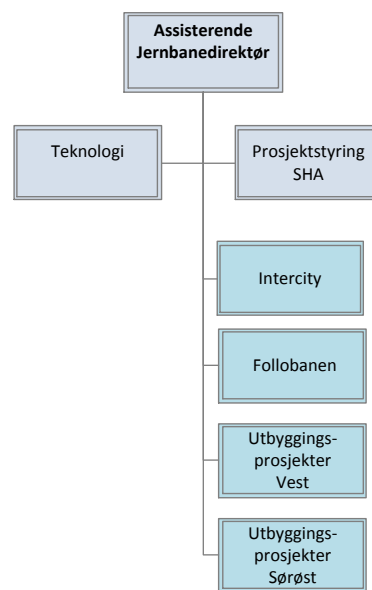 Assisterende
Jernbanedirektør
Teknologi
Prosjektstyring
SHA
Intercity
Follobanen
Utbyggings-
prosjekter
Vest
Utbyggings-
prosjekter
Sørøst